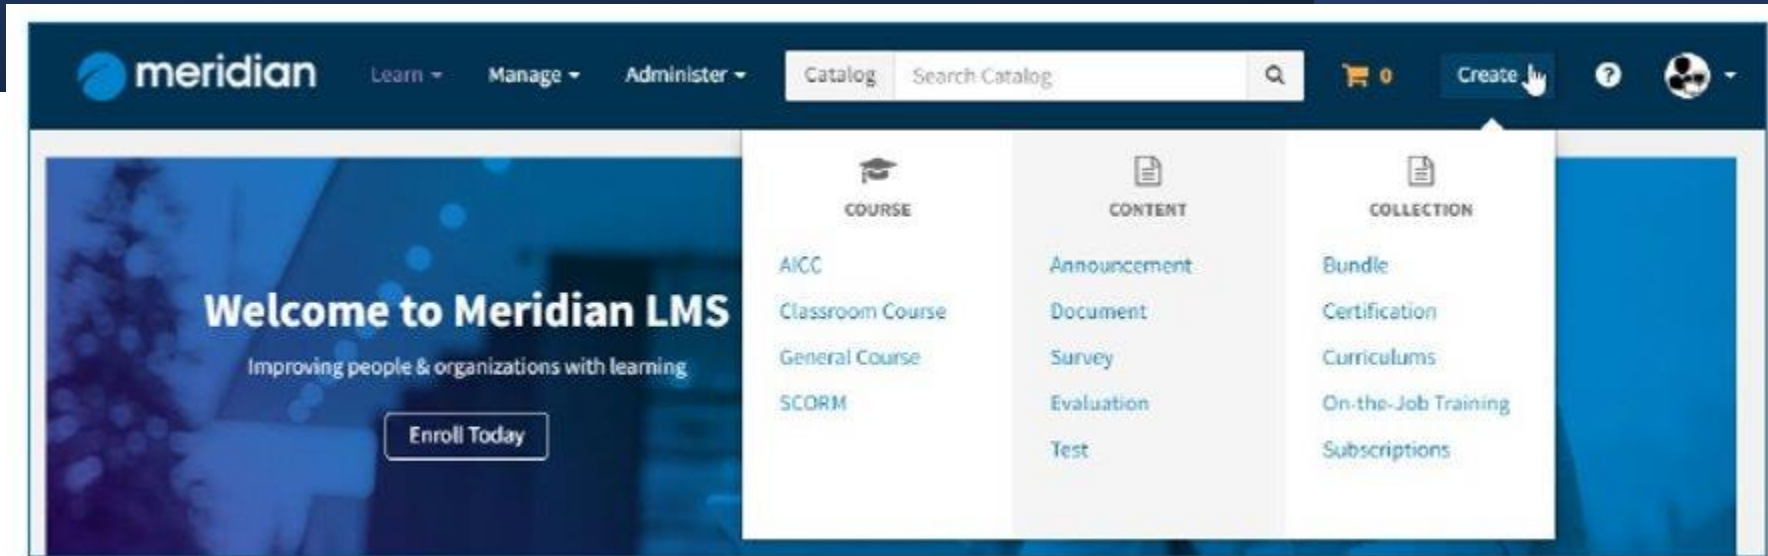 meridian
Learn
Manage
Administer
Catalog
Search Catalog
0
Create
?
COURSE
AICC
Classroom Course
General Course
SCORM
CONTENT
Announcement
Document
Survey
Evaluation
Test
COLLECTION
Bundle
Certification
Curriculums
On-the-Job Training
Subscriptions
Welcome to Meridian LMS
Improving people & organizations with learning
Enroll Today